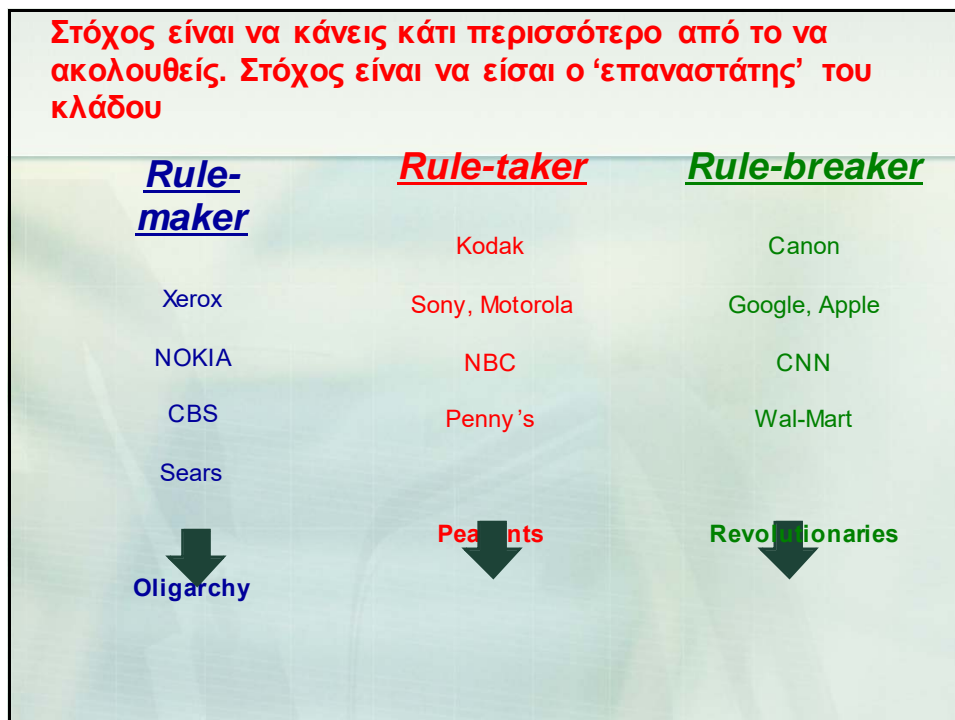 Στόχος είναι να κάνεις κάτι περισσότερο από το να
ακολουθείς. Στόχος είναι να είσαι ο ‘επαναστάτης’ του
κλάδου
Rule-
maker
Xerox
NOKIA
CBS
Sears
Oligarchy
Rule-taker
Kodak
Sony, Motorola
NBC
Penny’s
Rule-breaker
Canon
Google, Apple
CNN
Wal-Mart
Revolutionaries